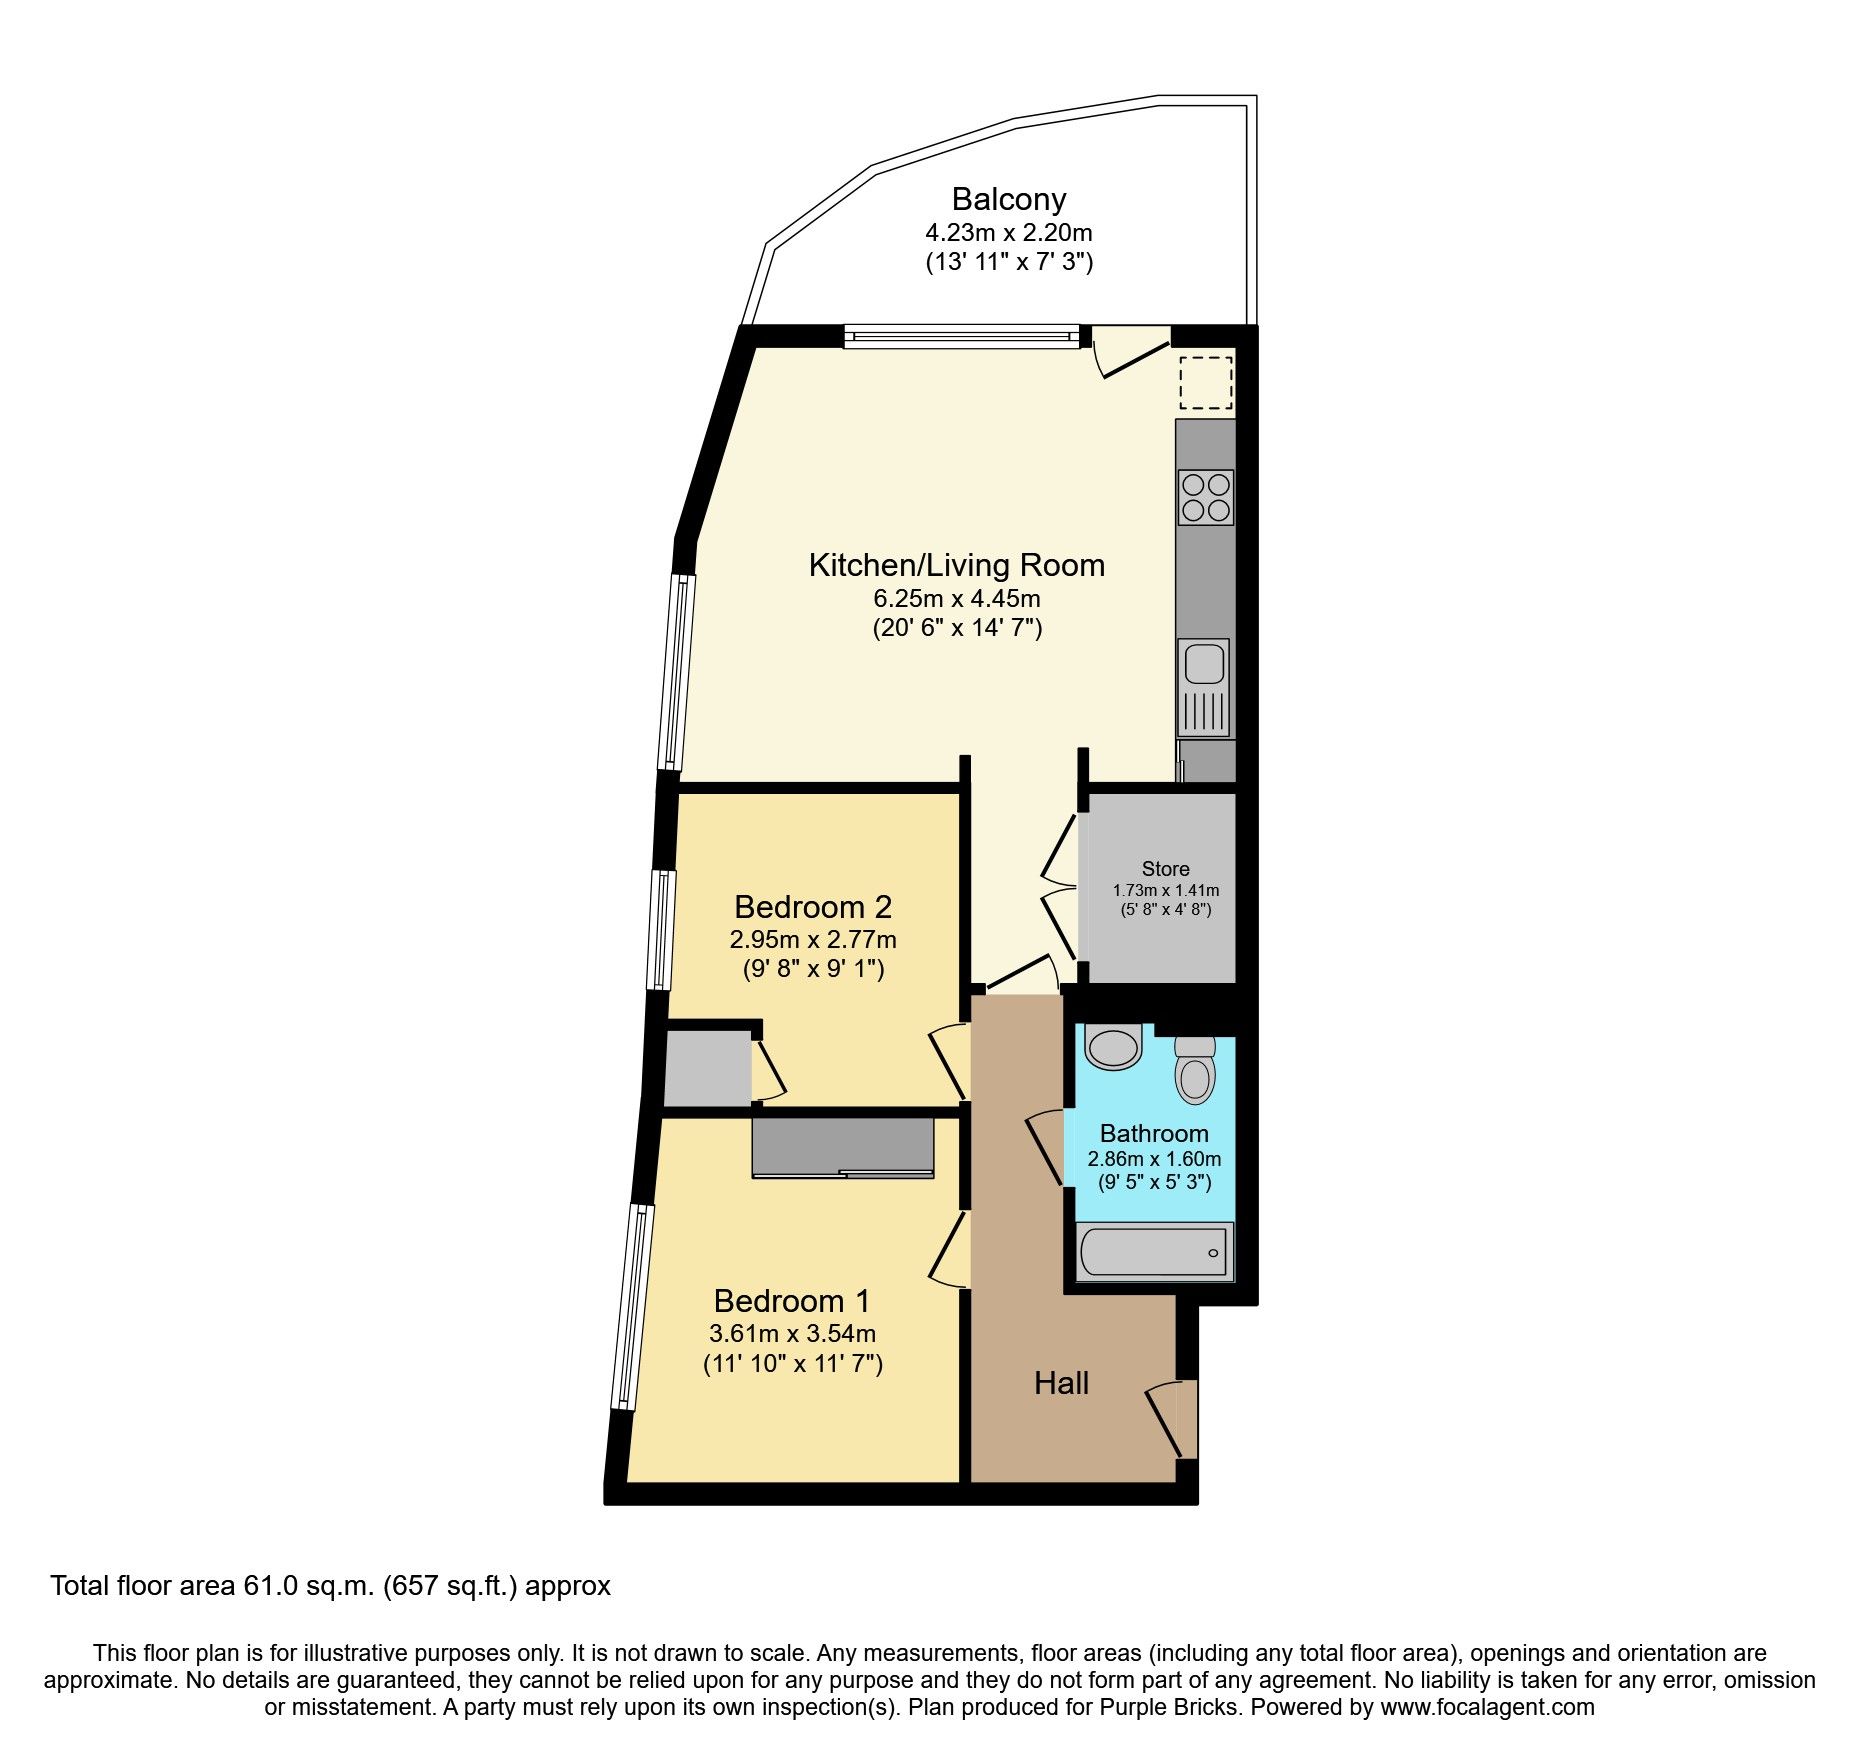 Balcony
4.23m x 2.20m
(13' 11" x 7' 3")
Kitchen/Living Room
6.25m x 4.45m
(20' 6" x 14' 7")
Store
1.73m x 1.41m
(5' 8" x 4' 8")
Bedroom 2
2.95m x 2.77m
(9' 8" x 9' 1")
Bathroom
2.86m x 1.60m
(9' 5" x 5' 3")
Bedroom 1
3.61m x 3.54m
(11' 10" x 11' 7")
Hall
Total floor area 61.0 sq.m. (657 sq.ft.) approx
This floor plan is for illustrative purposes only. It is not drawn to scale. Any measurements, floor areas (including any total floor area), openings and orientation are
approximate. No details are guaranteed, they cannot be relied upon for any purpose and they do not form part of any agreement. No liability is taken for any error, omission
or misstatement. A party must rely upon its own inspection(s). Plan produced for Purple Bricks. Powered by www.focalagent.com